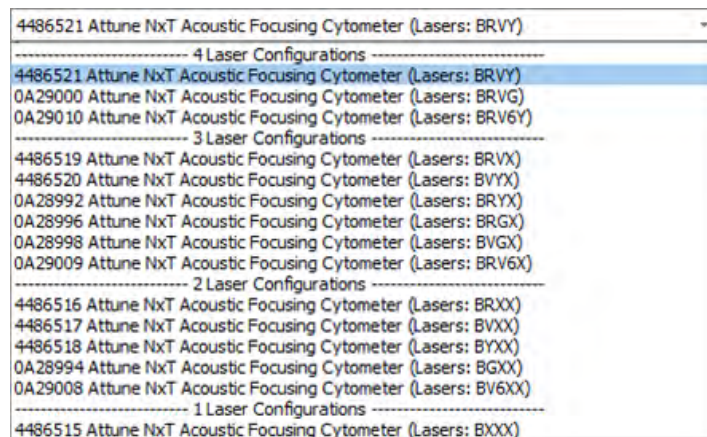 4486521 Attune NxT Acoustic Focusing Cytometer (Lasers: BRVY)
---------------------------- 4 Laser Configurations ----------------------------
4486521 Attune NxT Acoustic Focusing Cytometer (Lasers: BRVY)
0A29000 Attune NxT Acoustic Focusing Cytometer (Lasers: BRVG)
0A29010 Attune NxT Acoustic Focusing Cytometer (Lasers: BRV6Y)
---------------------------- 3 Laser Configurations ----------------------------
4486519 Attune NxT Acoustic Focusing Cytometer (Lasers: BRVX)
4486520 Attune NxT Acoustic Focusing Cytometer (Lasers: BVYX)
0A28992 Attune NxT Acoustic Focusing Cytometer (Lasers: BRYX)
0A28996 Attune NxT Acoustic Focusing Cytometer (Lasers: BRGX)
0A28998 Attune NxT Acoustic Focusing Cytometer (Lasers: BVGX)
0A29009 Attune NxT Acoustic Focusing Cytometer (Lasers: BRV6X)
---------------------------- 2 Laser Configurations ----------------------------
4486516 Attune NxT Acoustic Focusing Cytometer (Lasers: BRXX)
4486517 Attune NxT Acoustic Focusing Cytometer (Lasers: BVXX)
4486518 Attune NxT Acoustic Focusing Cytometer (Lasers: BYXX)
0A28994 Attune NxT Acoustic Focusing Cytometer (Lasers: BGXX)
0A29008 Attune NxT Acoustic Focusing Cytometer (Lasers: BV6XX)
---------------------------- 1 Laser Configurations ----------------------------
4486515 Attune NxT Acoustic Focusing Cytometer (Lasers: BXXX)